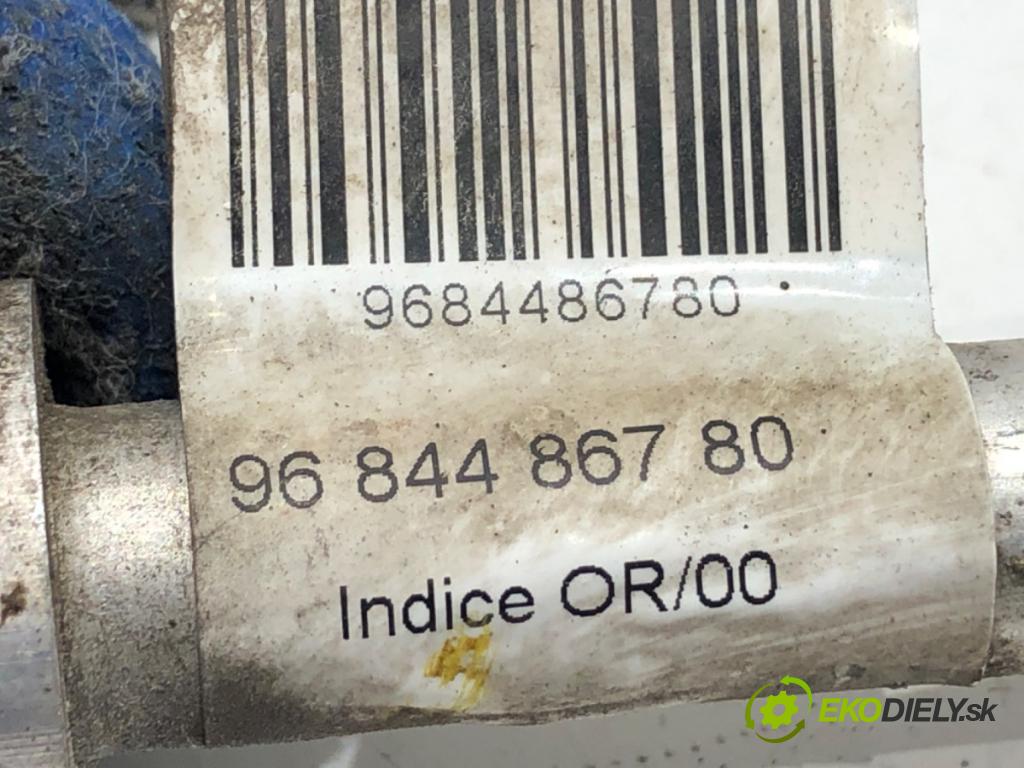 9684486780
96 844 867 80
Indice OR/00
EKODIELY.sk